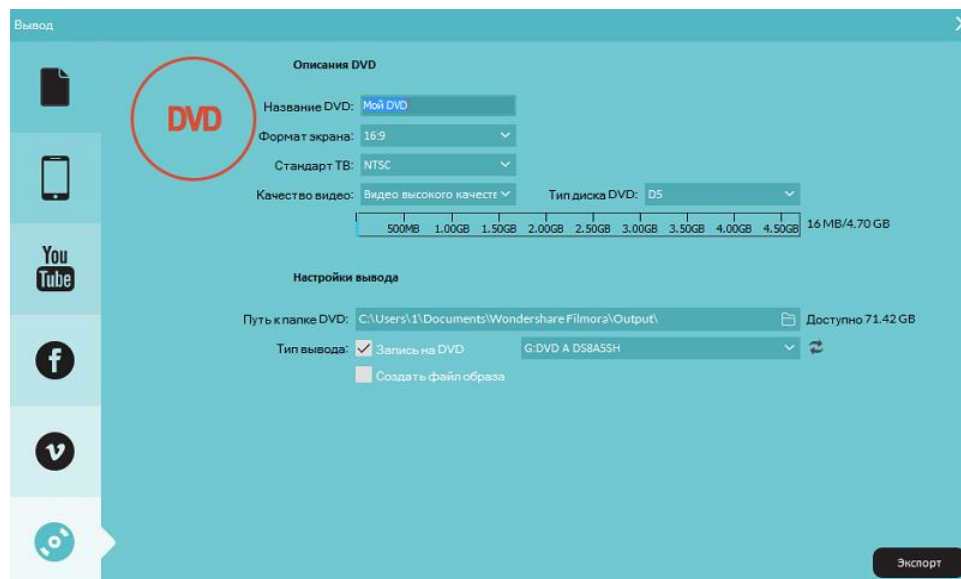 Вывод
Описания DVD
DVD
Название DVD: Мой DVD
Формат экрана: 16:9
Стандарт ТВ: NTSC
Качество видео: Видео высокого качестве Тип диска DVD: D5
500MB 1.00GB 1.50GB 2.00GB 2.50GB 3.00GB 3.50GB 4.00GB 4.50GB 16 MB/4.70 GB
You
Tube
Настройки вывода
Путь к папке DVD: C:\Users\1\Documents\Wondershare Filmora\Output\ Доступно 71.42 GB
Тип вывода: Запись на DVD G:DVD A DS8A5SH
Создать файл образа
Экспорт